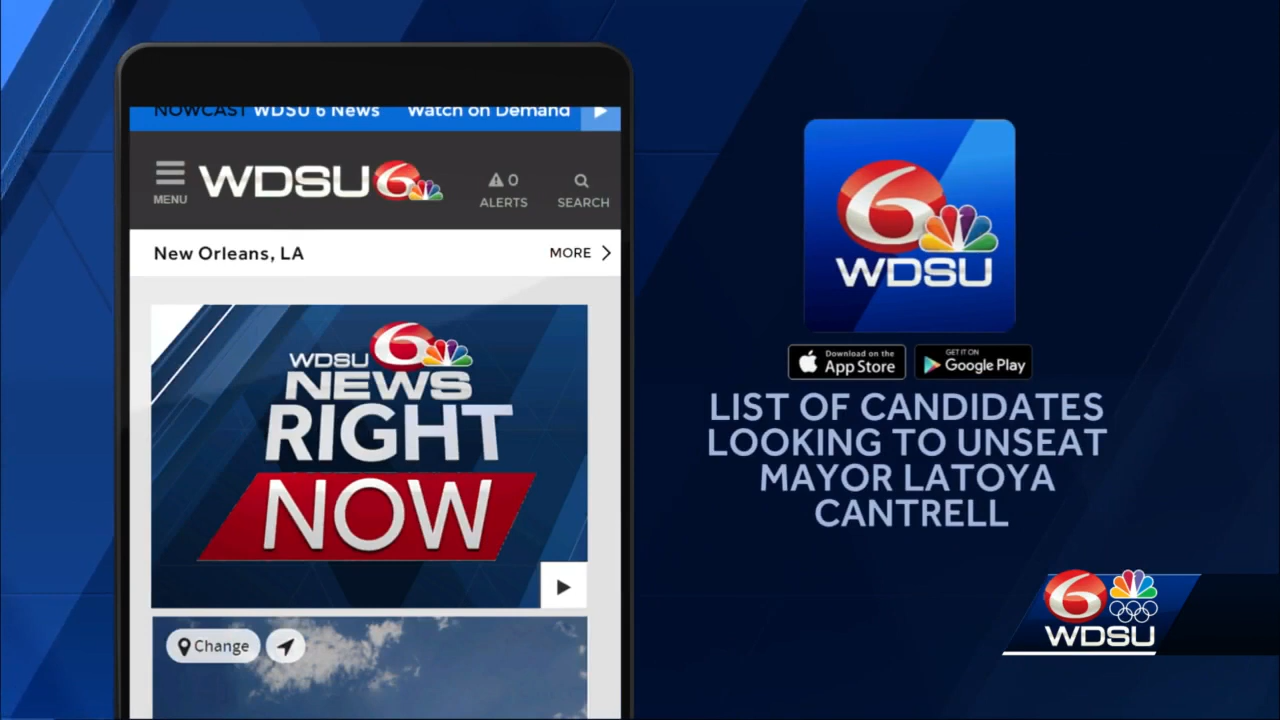 NOWCAST WDSU 6 News Watch on Demand
MENU
WDSU 6
0
ALERTS
SEARCH
New Orleans, LA
MORE
WDSU 6
NEWS
RIGHT
NOW
Change
6
WDSU
Download on the
App Store
GET IT ON
Google Play
LIST OF CANDIDATES
LOOKING TO UNSEAT
MAYOR LATOYA
CANTRELL
6
WDSU